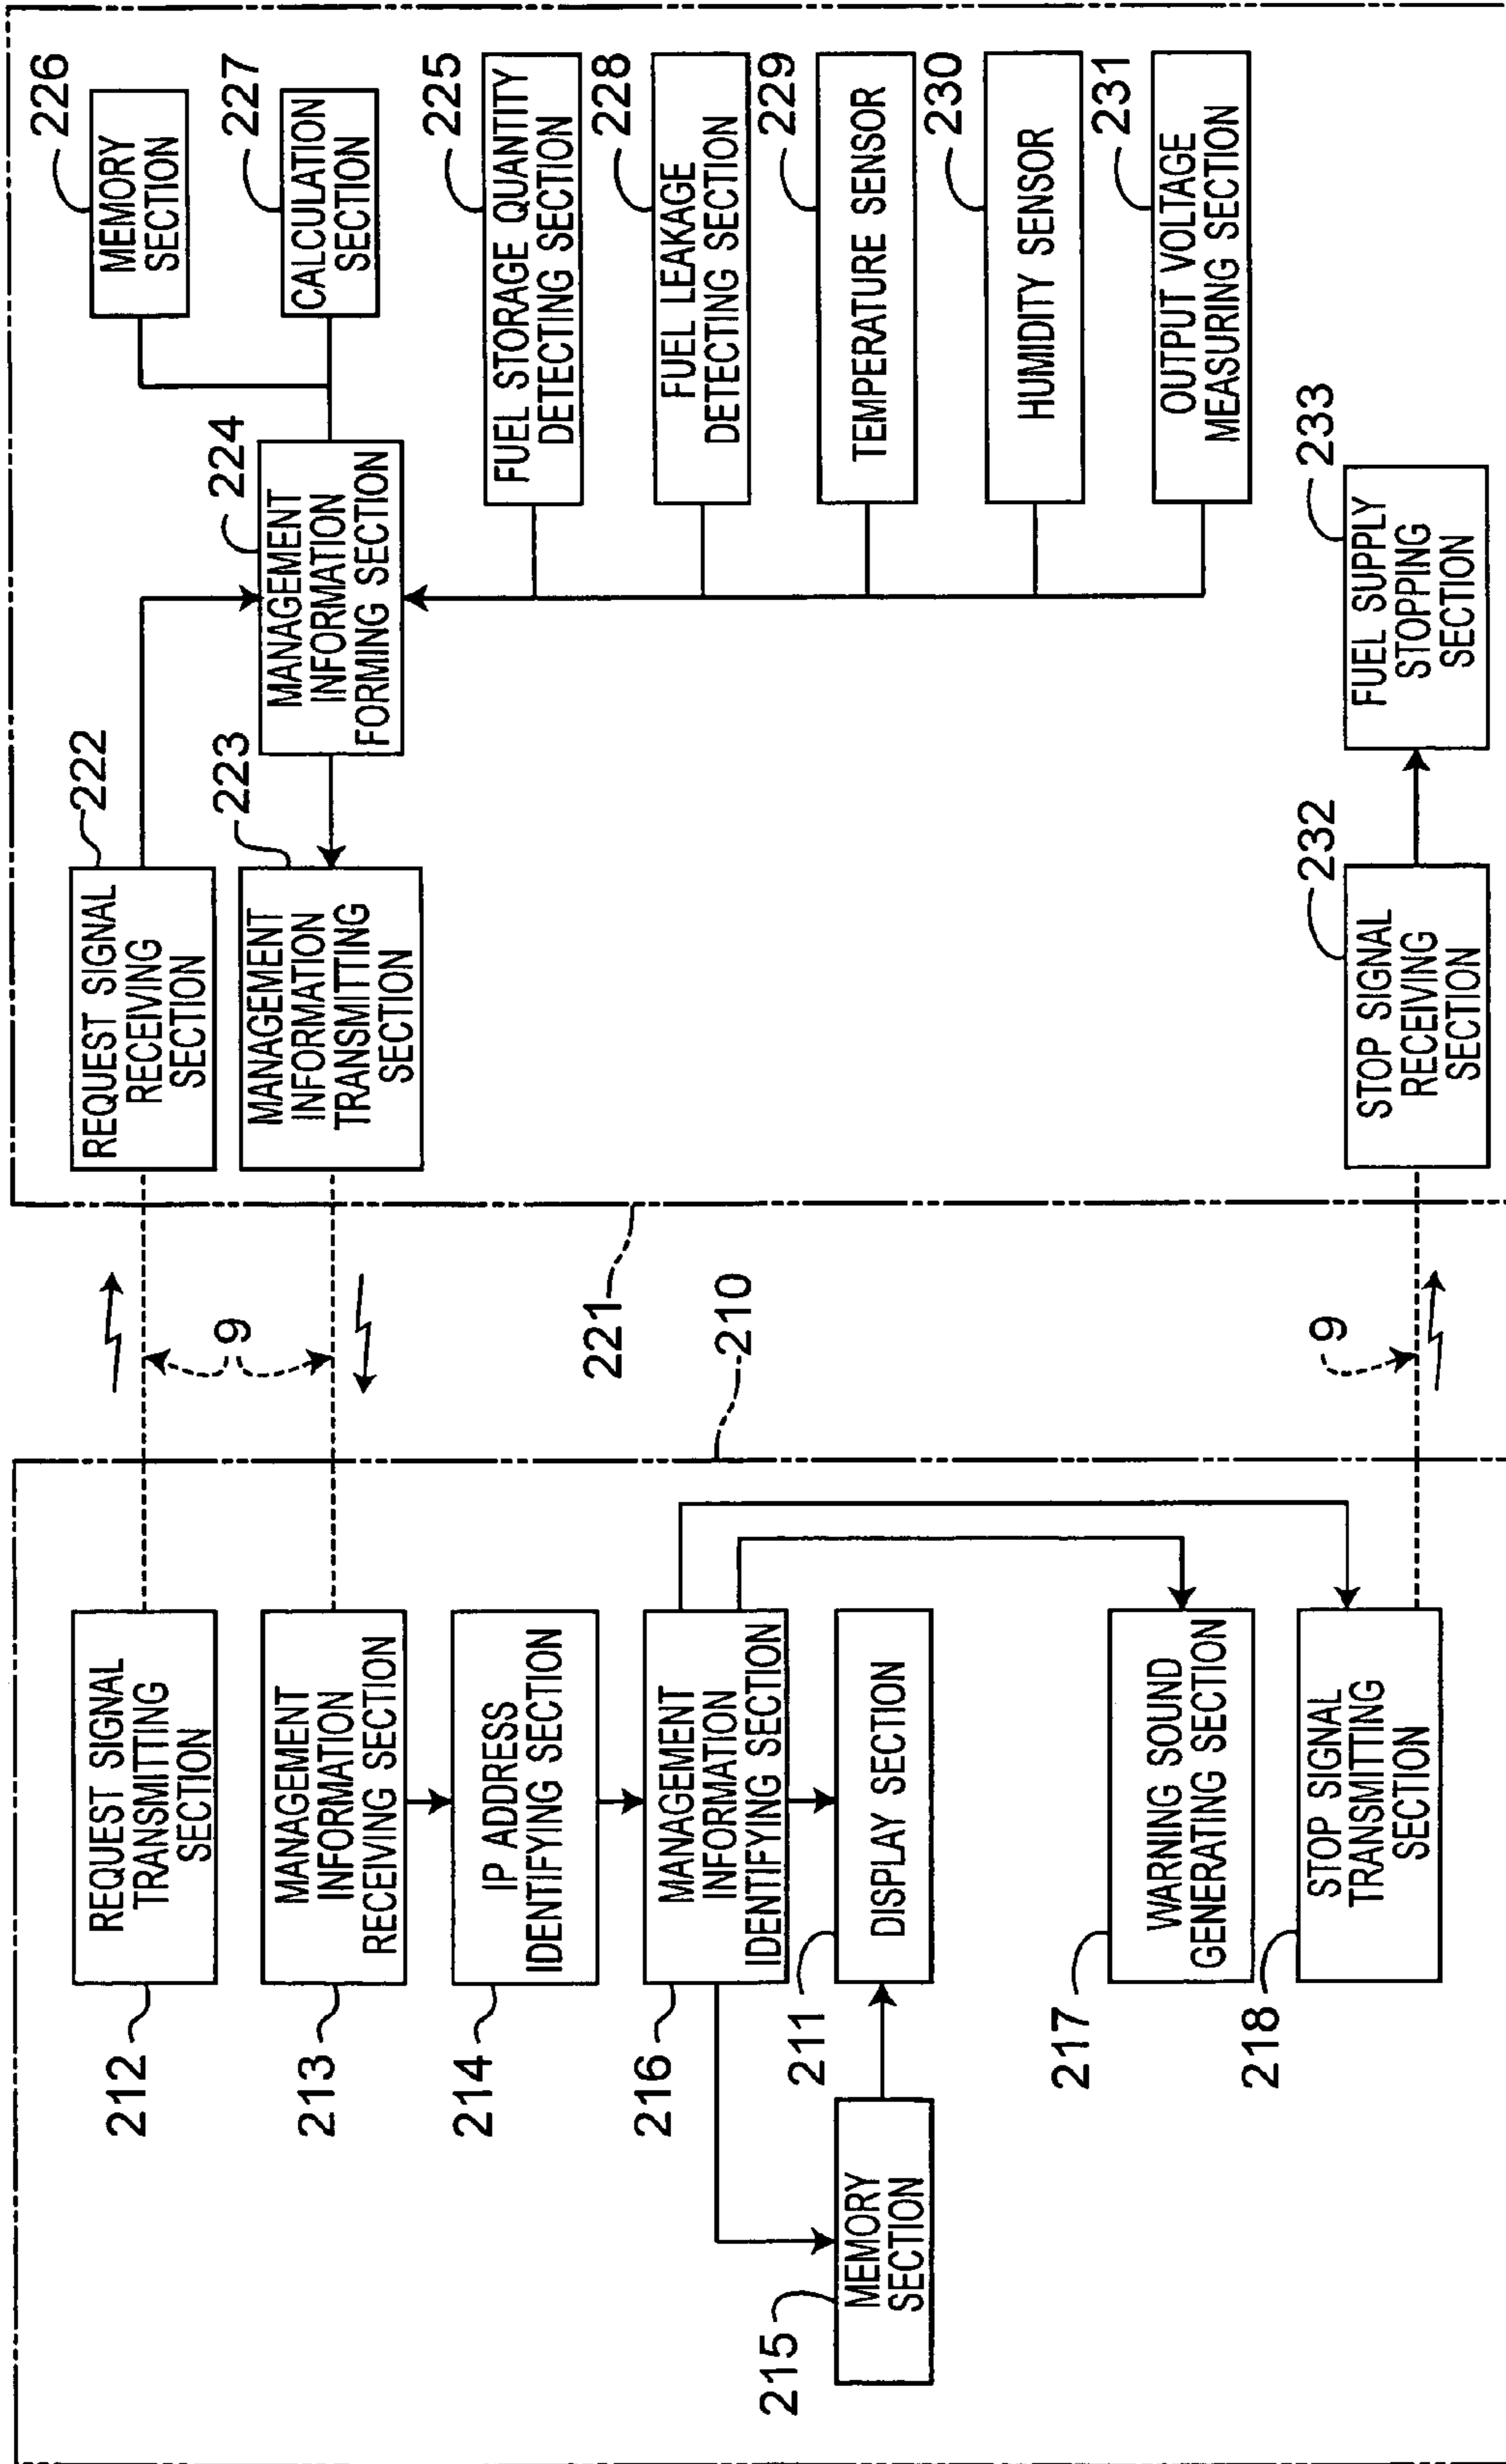 210
REQUEST SIGNAL
TRANSMITTING
SECTION
212
MANAGEMENT
INFORMATION
RECEIVING SECTION
213
IP ADDRESS
IDENTIFYING SECTION
214
MANAGEMENT
INFORMATION
IDENTIFYING SECTION
216
DISPLAY SECTION
211
MEMORY
SECTION
215
WARNING SOUND
GENERATING SECTION
217
STOP SIGNAL
TRANSMITTING
SECTION
218
9
9
221
REQUEST SIGNAL
RECEIVING
SECTION
222
MANAGEMENT
INFORMATION
TRANSMITTING
SECTION
223
MANAGEMENT
INFORMATION
FORMING SECTION
224
MEMORY
SECTION
226
CALCULATION
SECTION
227
FUEL STORAGE QUANTITY
DETECTING SECTION
225
FUEL LEAKAGE
DETECTING SECTION
228
TEMPERATURE SENSOR
229
HUMIDITY SENSOR
230
OUTPUT VOLTAGE
MEASURING SECTION
231
STOP SIGNAL
RECEIVING
SECTION
232
FUEL SUPPLY
STOPPING
SECTION
233